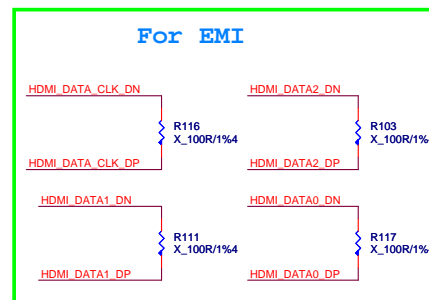 For EMI
HDMI_DATA_CLK_DN
HDMI_DATA2_DN
R116
X_100R/1%4
R103
X_100R/1%
HDMI_DATA_CLK_DP
HDMI_DATA2_DP
HDMI_DATA1_DN
HDMI_DATA0_DN
R111
X_100R/1%4
R117
X_100R/1%
HDMI_DATA1_DP
HDMI_DATA0_DP